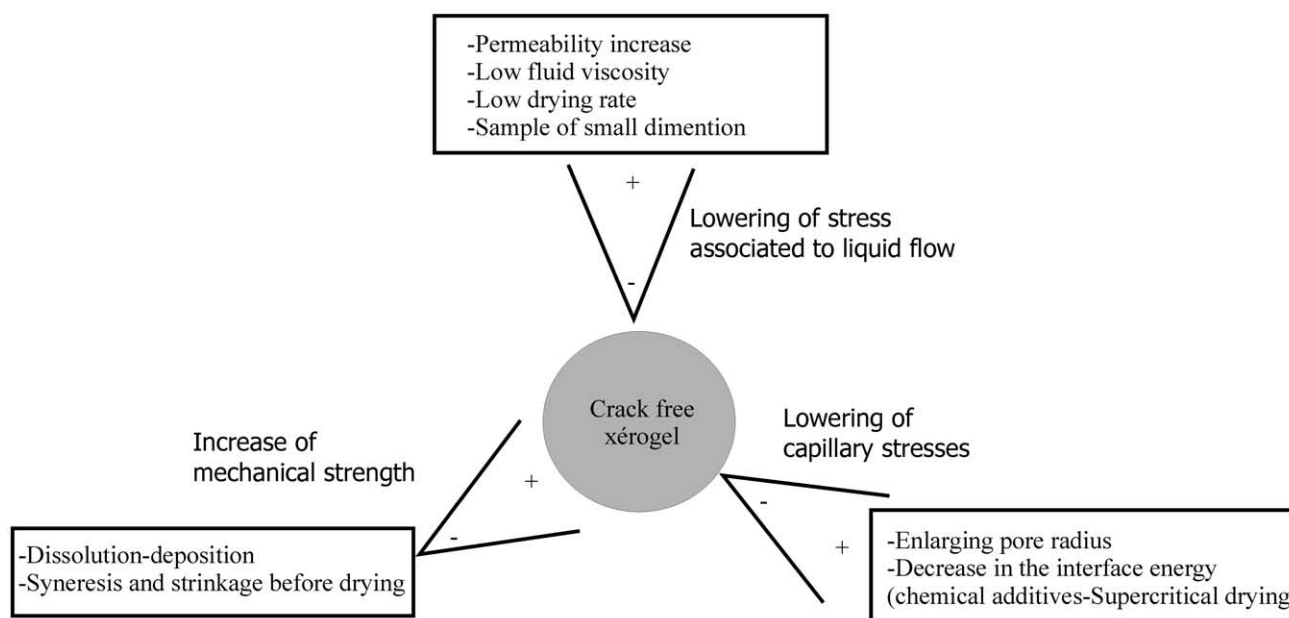 -Permeability increase
-Low fluid viscosity
-Low drying rate
-Sample of small dimention
+
Lowering of stress
associated to liquid flow
-
Crack free
xérogel
Lowering of
capillary stresses
Increase of
mechanical strength
+
-
-
+
-Dissolution-deposition
-Syneresis and strinkage before drying
-Enlarging pore radius
-Decrease in the interface energy
(chemical additives-Supercritical drying